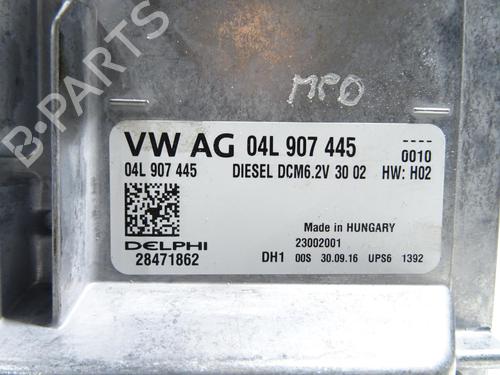 MPO
VW AG 04L 907 445 ----
0010
04L 907 445 DIESEL DCM6.2V 30 02 HW: H02
Made in HUNGARY
DELPHI 23002001
28471862 DH1 00S 30.09.16 UPS6 1392
B-PARTS